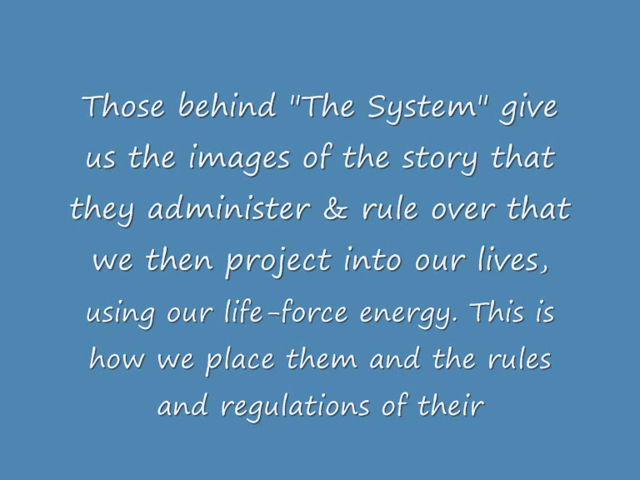 Those behind "The System" give
us the images of the story that
they administer & rule over that
we then project into our lives,
using our life-force energy. This is
how we place them and the rules
and regulations of their